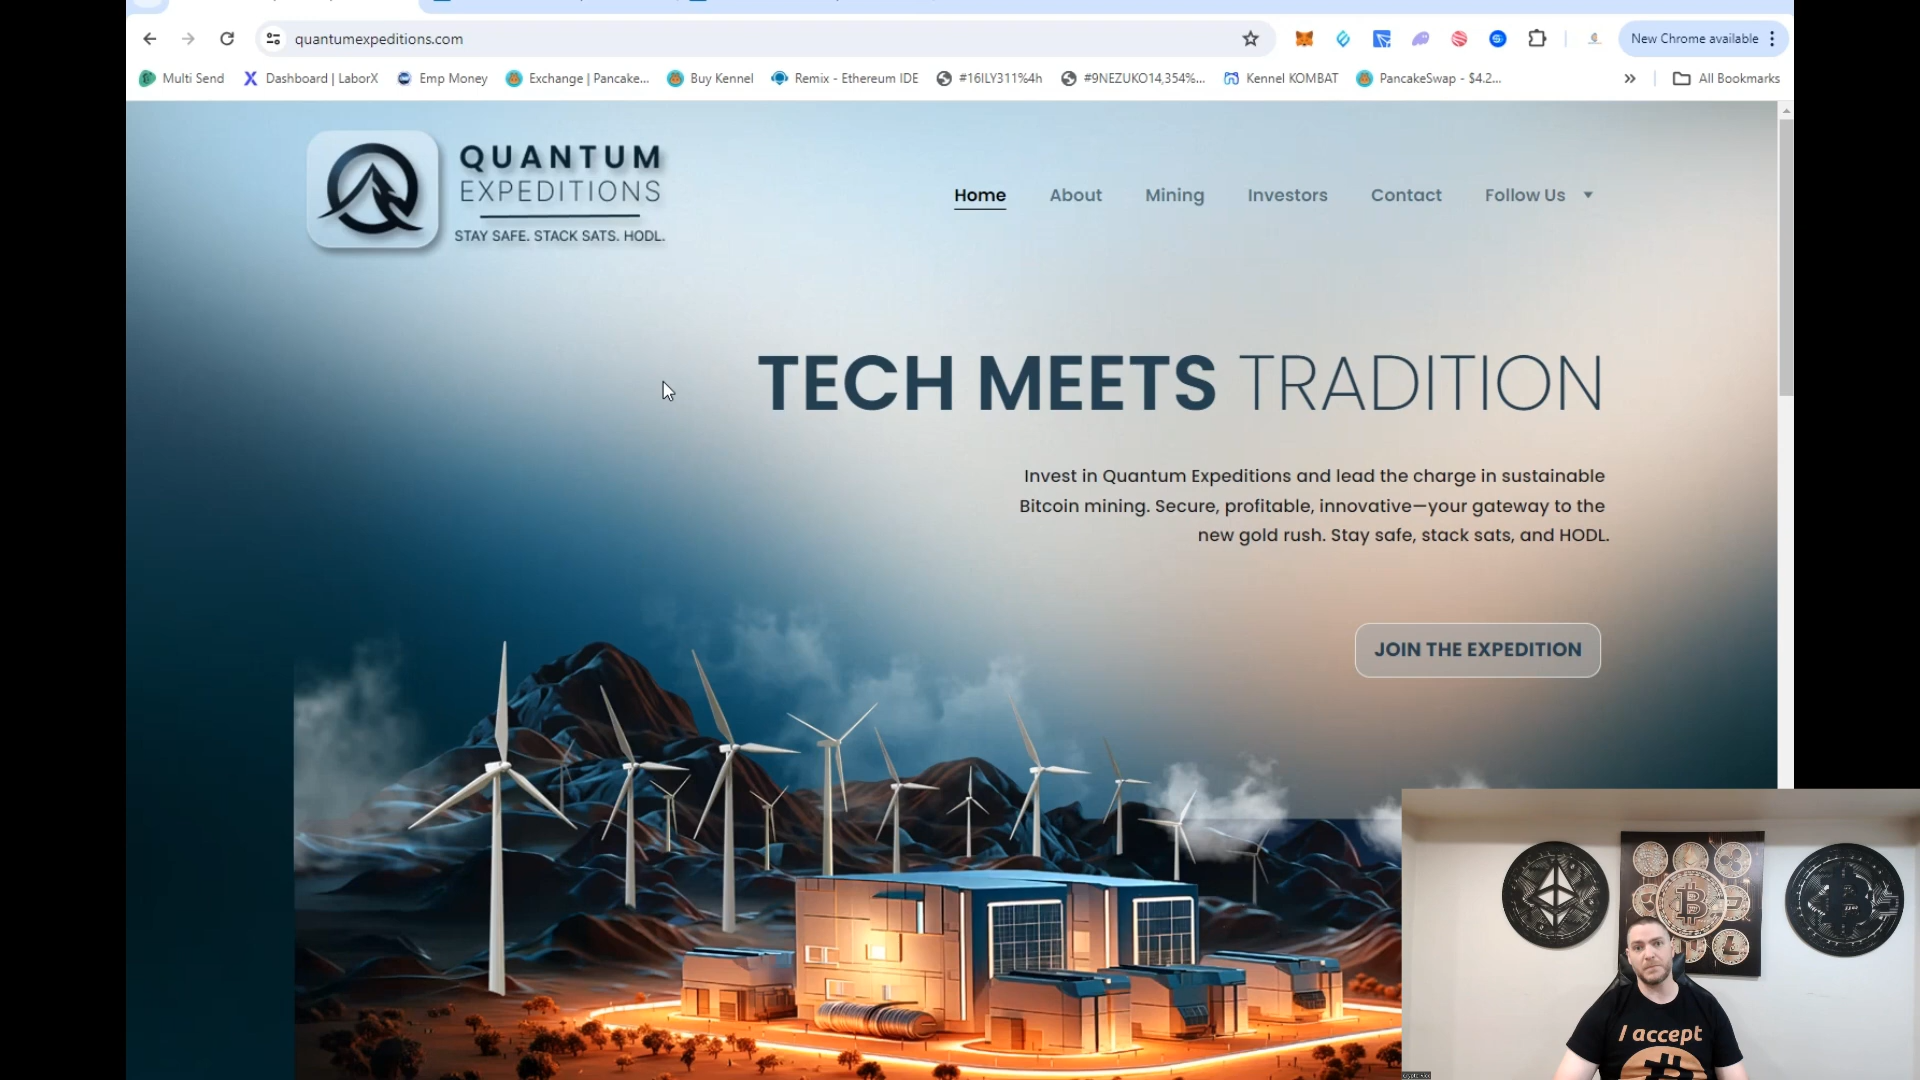 quantumexpeditions.com
New Chrome available
Multi Send
Dashboard | LaborX
Emp Money
Exchange | Pancake...
Buy Kennel
Remix - Ethereum IDE
#16ILY311%4h
#9NEZUKO14,354%...
Kennel KOMBAT
PancakeSwap - $4.2...
All Bookmarks
QUANTUM
EXPEDITIONS
STAY SAFE. STACK SATS. HODL.
Home
About
Mining
Investors
Contact
Follow Us
TECH MEETS TRADITION
Invest in Quantum Expeditions and lead the charge in sustainable
Bitcoin mining. Secure, profitable, innovative—your gateway to the
new gold rush. Stay safe, stack sats, and HODL.
JOIN THE EXPEDITION
I accept